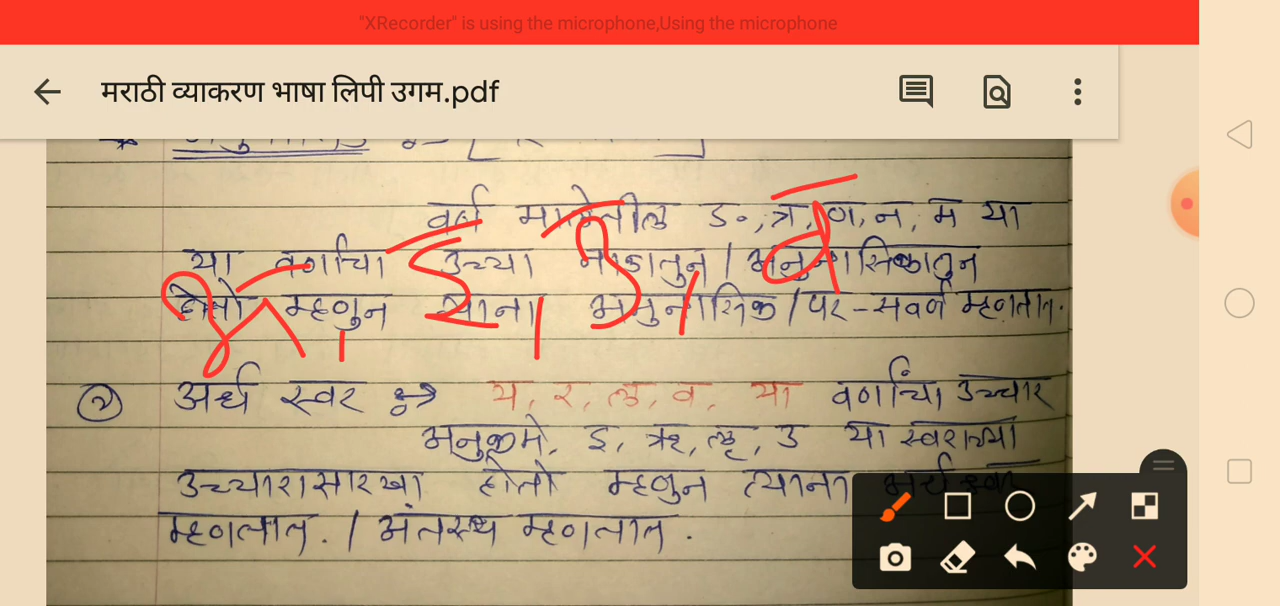 "XRecorder" is using the microphone,Using the microphone
मराठी व्याकरण भाषा लिपी उगम.pdf
वर्ण मालेतील ङ, त्र, ण, न, म या
या वर्गांचा उच्चा नाकातुन / अनुनासिकातुन
होतो म्हणुन त्याना अनुनासिक / पर-सवर्ण म्हणतात.
२ अर्ध स्वर :→ य, र, ल, व, या वर्गांचा उच्चार
अनुक्रमे, इ, ऋ, लृ, उ या स्वराच्या
उच्चारासारखा होतो म्हणुन त्याना अर्ध स्वर
म्हणतात. / अंतस्थ म्हणतात.